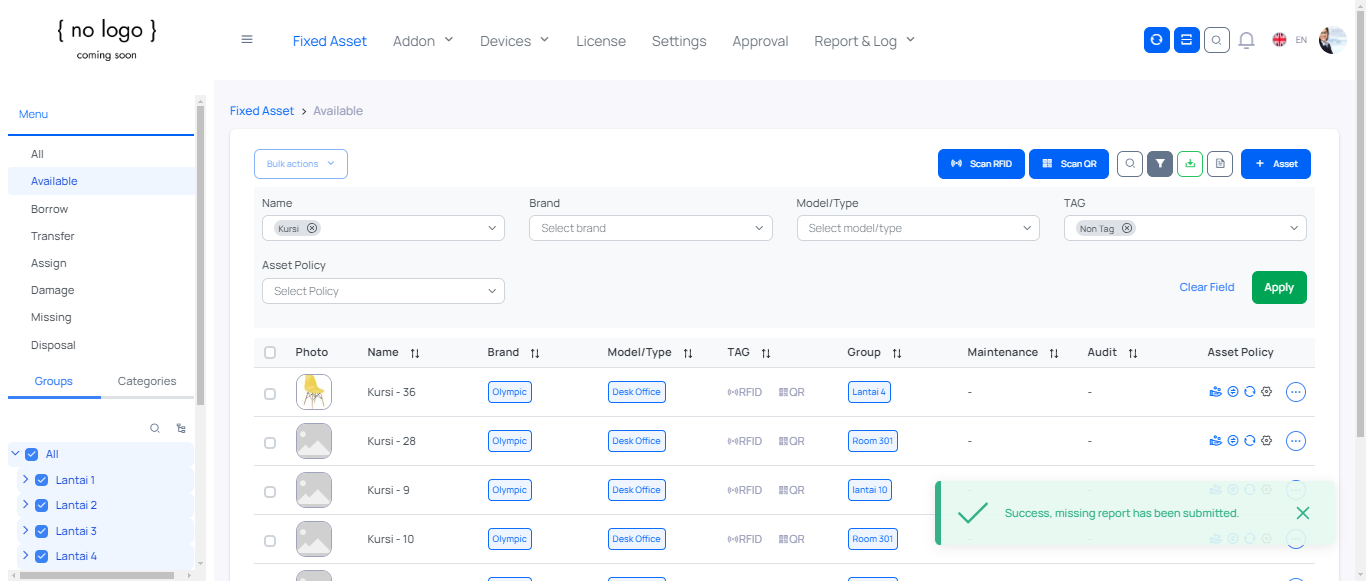 { no logo }
coming soon
Fixed Asset Addon Devices License Settings Approval Report & Log EN
Menu
All
Available
Borrow
Transfer
Assign
Damage
Missing
Disposal
Groups Categories
All
Lantai 1
Lantai 2
Lantai 3
Lantai 4
Fixed Asset > Available
Bulk actions Scan RFID Scan QR + Asset
Name Brand Model/Type TAG
Kursi Select brand Select model/type Non Tag
Asset Policy
Select Policy Clear Field Apply
Photo Name Brand Model/Type TAG Group Maintenance Audit Asset Policy
Kursi - 36 Olympic Desk Office RFID QR Lantai 4 - -
Kursi - 28 Olympic Desk Office RFID QR Room 301 - -
Kursi - 9 Olympic Desk Office RFID QR lantai 10 - -
Kursi - 10 Olympic Desk Office RFID QR Room 301 - -
Success, missing report has been submitted.